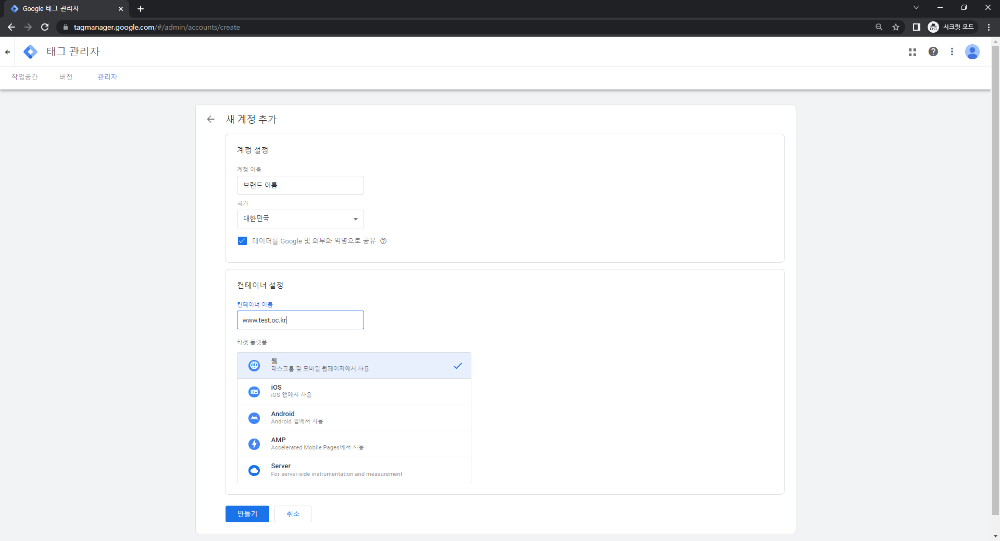 Google 태그 관리자
tagmanager.google.com/#/admin/accounts/create
시크릿 모드
태그 관리자
작업공간
버전
관리자
새 계정 추가
계정 설정
계정 이름
브랜드 이름
국가
대한민국
데이터를 Google 및 외부와 익명으로 공유
컨테이너 설정
컨테이너 이름
www.test.oc.kr
타겟 플랫폼
웹
데스크톱 및 모바일 웹페이지에서 사용
iOS
iOS
iOS 앱에서 사용
Android
Android 앱에서 사용
AMP
Accelerated Mobile Pages에서 사용
Server
For server-side instrumentation and measurement
만들기
취소